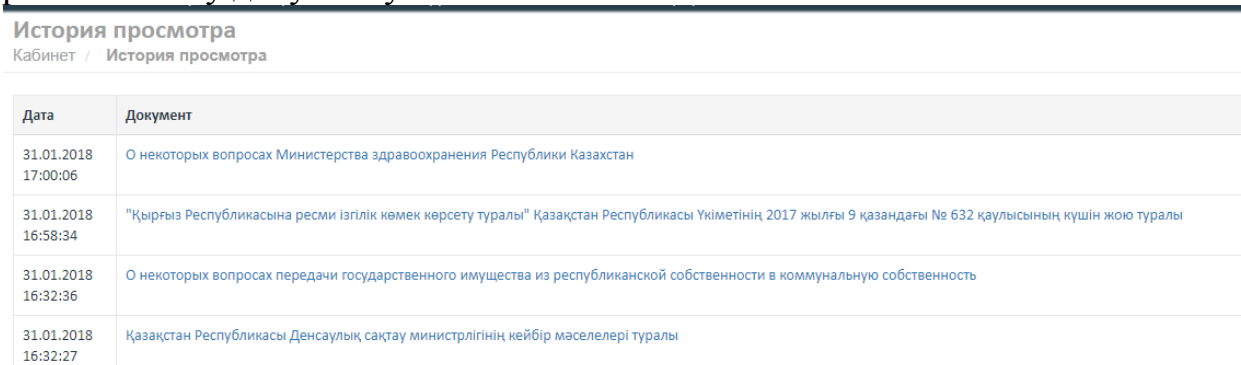 История просмотра
Кабинет / История просмотра
Дата Документ
31.01.2018 О некоторых вопросах Министерства здравоохранения Республики Казахстан
17:00:06
31.01.2018 "Қырғыз Республикасына ресми ізгілік көмек көрсету туралы" Қазақстан Республикасы Үкіметінің 2017 жылғы 9 қазандағы № 632 қаулысының күшін жою туралы
16:58:34
31.01.2018 О некоторых вопросах передачи государственного имущества из республиканской собственности в коммунальную собственность
16:32:36
31.01.2018 Қазақстан Республикасы Денсаулық сақтау министрлігінің кейбір мәселелері туралы
16:32:27